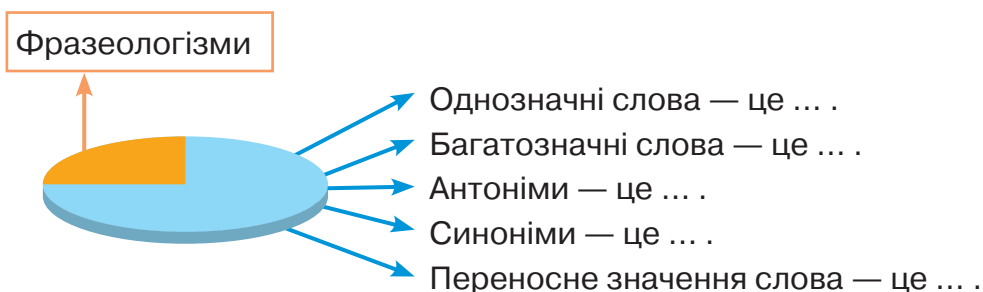 Фразеологізми
Однозначні слова — це ... .
Багатозначні слова — це ... .
Антоніми — це ... .
Синоніми — це ... .
Переносне значення слова — це ... .